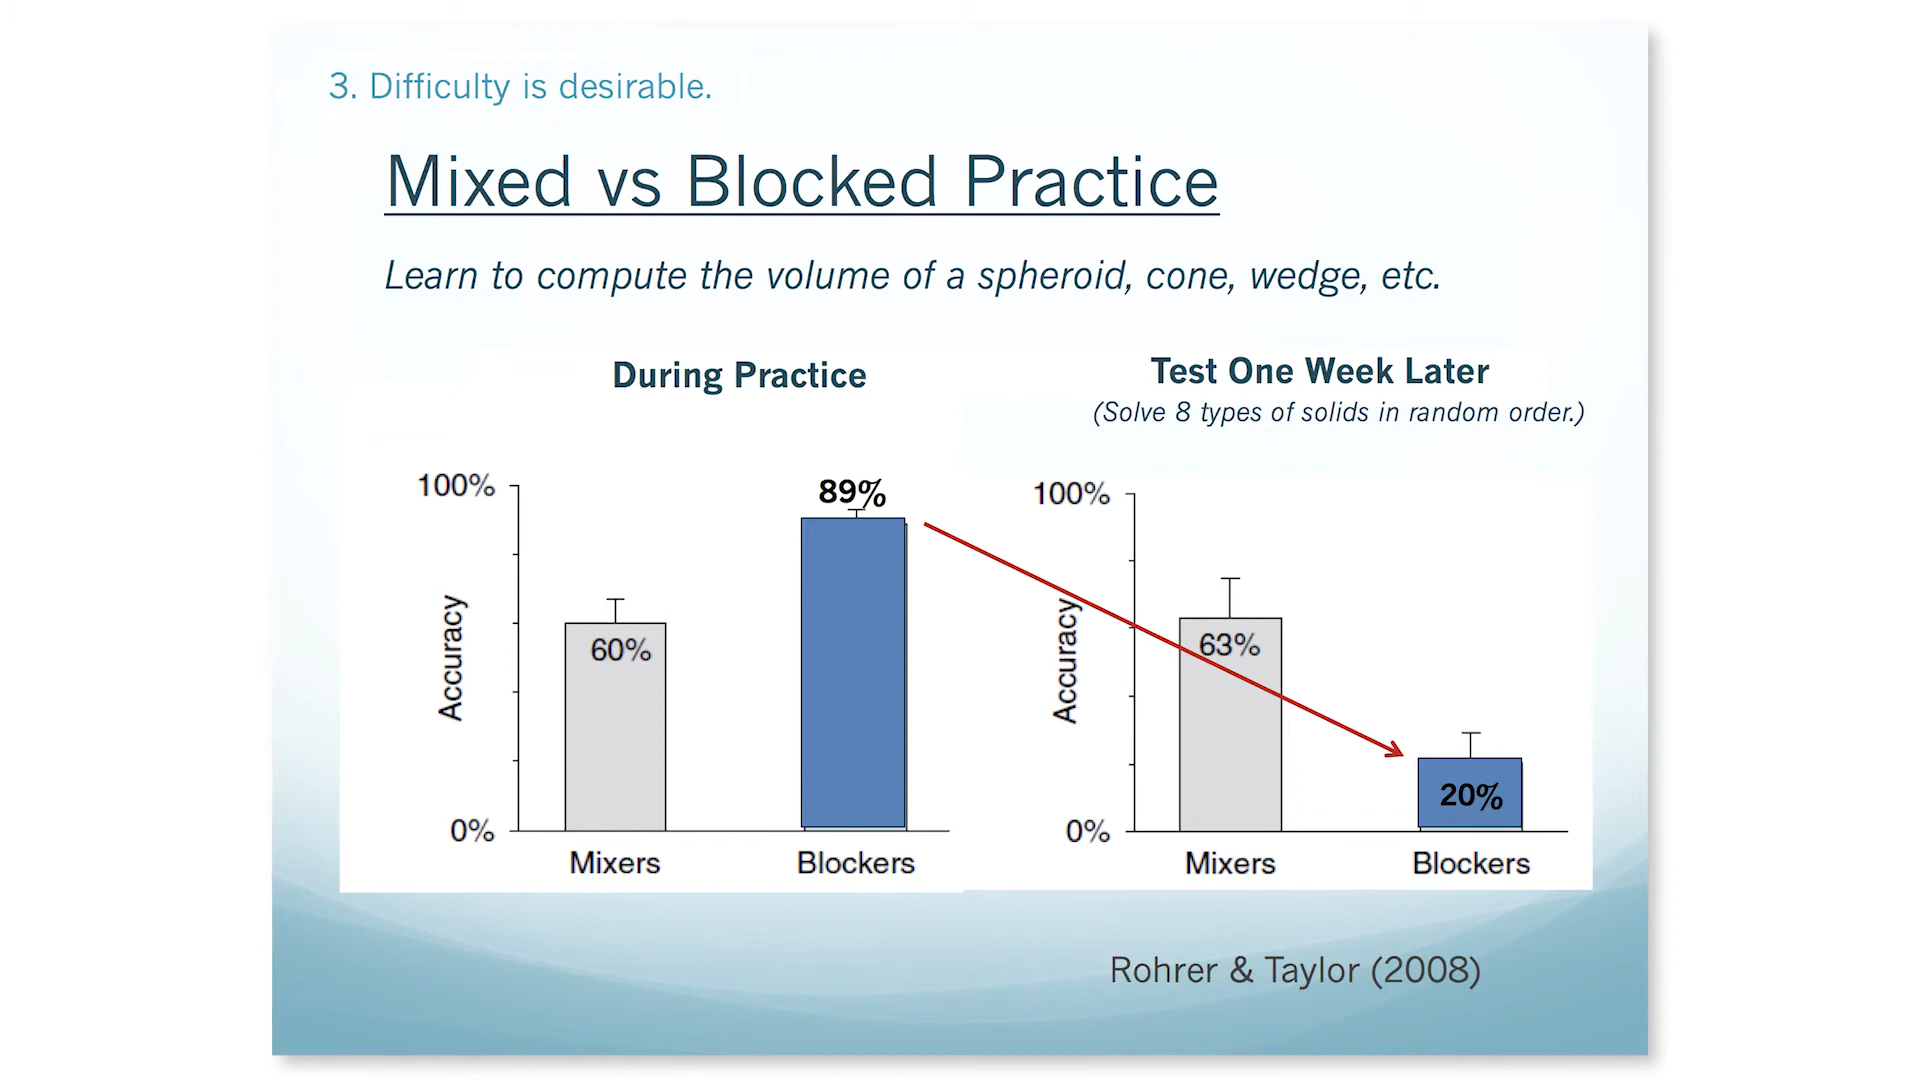 3. Difficulty is desirable.
Mixed vs Blocked Practice
Learn to compute the volume of a spheroid, cone, wedge, etc.
During Practice
100%
89%
Accuracy
60%
0%
Mixers
Blockers
Test One Week Later
(Solve 8 types of solids in random order.)
100%
Accuracy
63%
20%
0%
Mixers
Blockers
Rohrer & Taylor (2008)